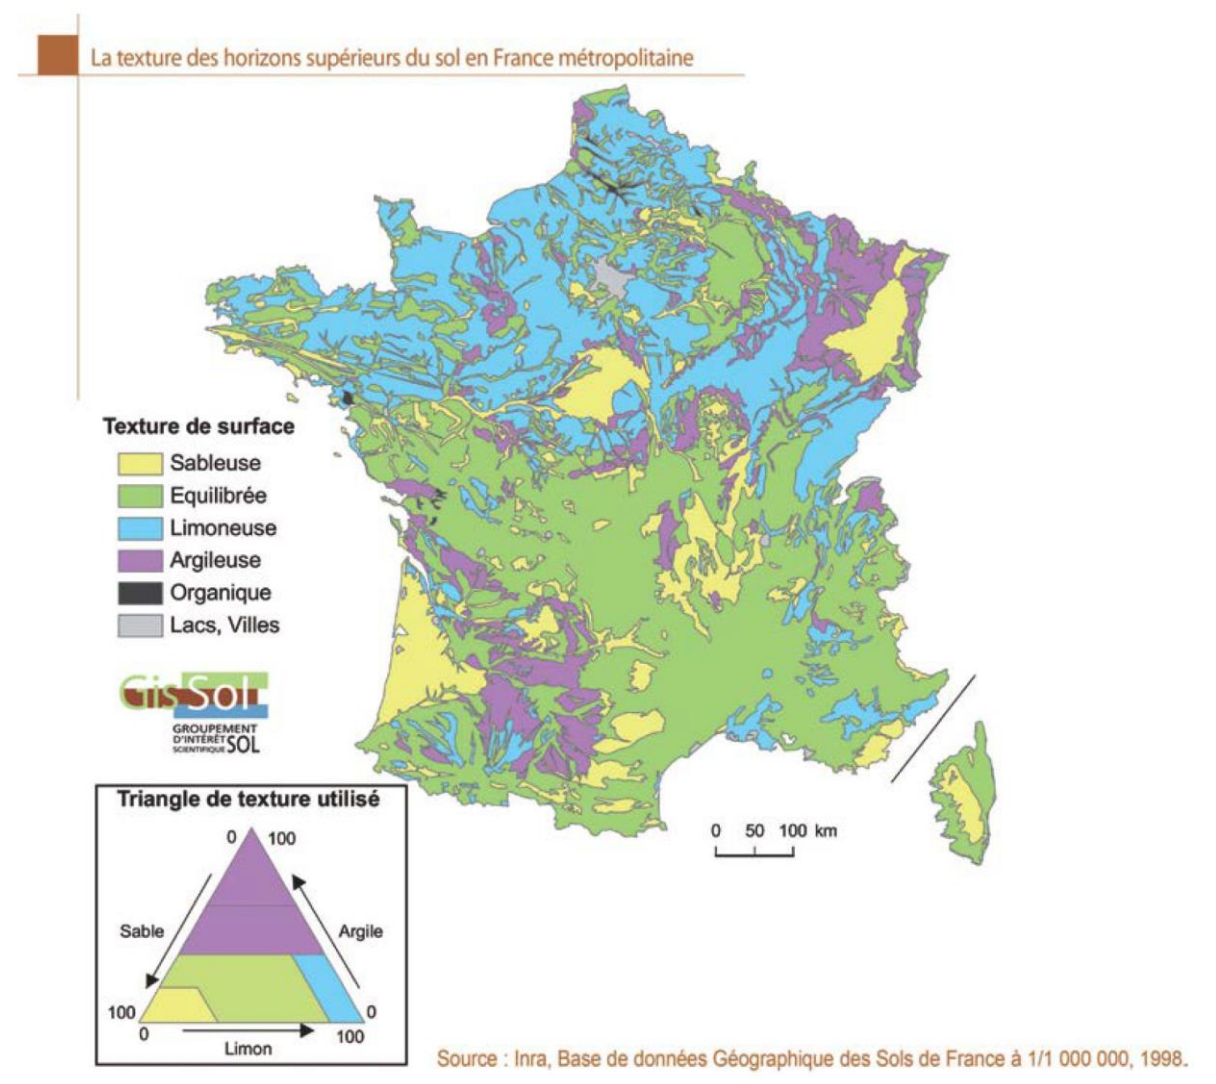 La texture des horizons supérieurs du sol en France métropolitaine
Texture de surface
Sableuse
Equilibrée
Limoneuse
Argileuse
Organique
Lacs, Villes
GisSol
GROUPEMENT
D'INTÉRÊT
SCIENTIFIQUE SOL
Triangle de texture utilisé
0 100
Sable Argile
100 0
0 100
Limon
0 50 100 km
Source : Inra, Base de données Géographique des Sols de France à 1/1 000 000, 1998.